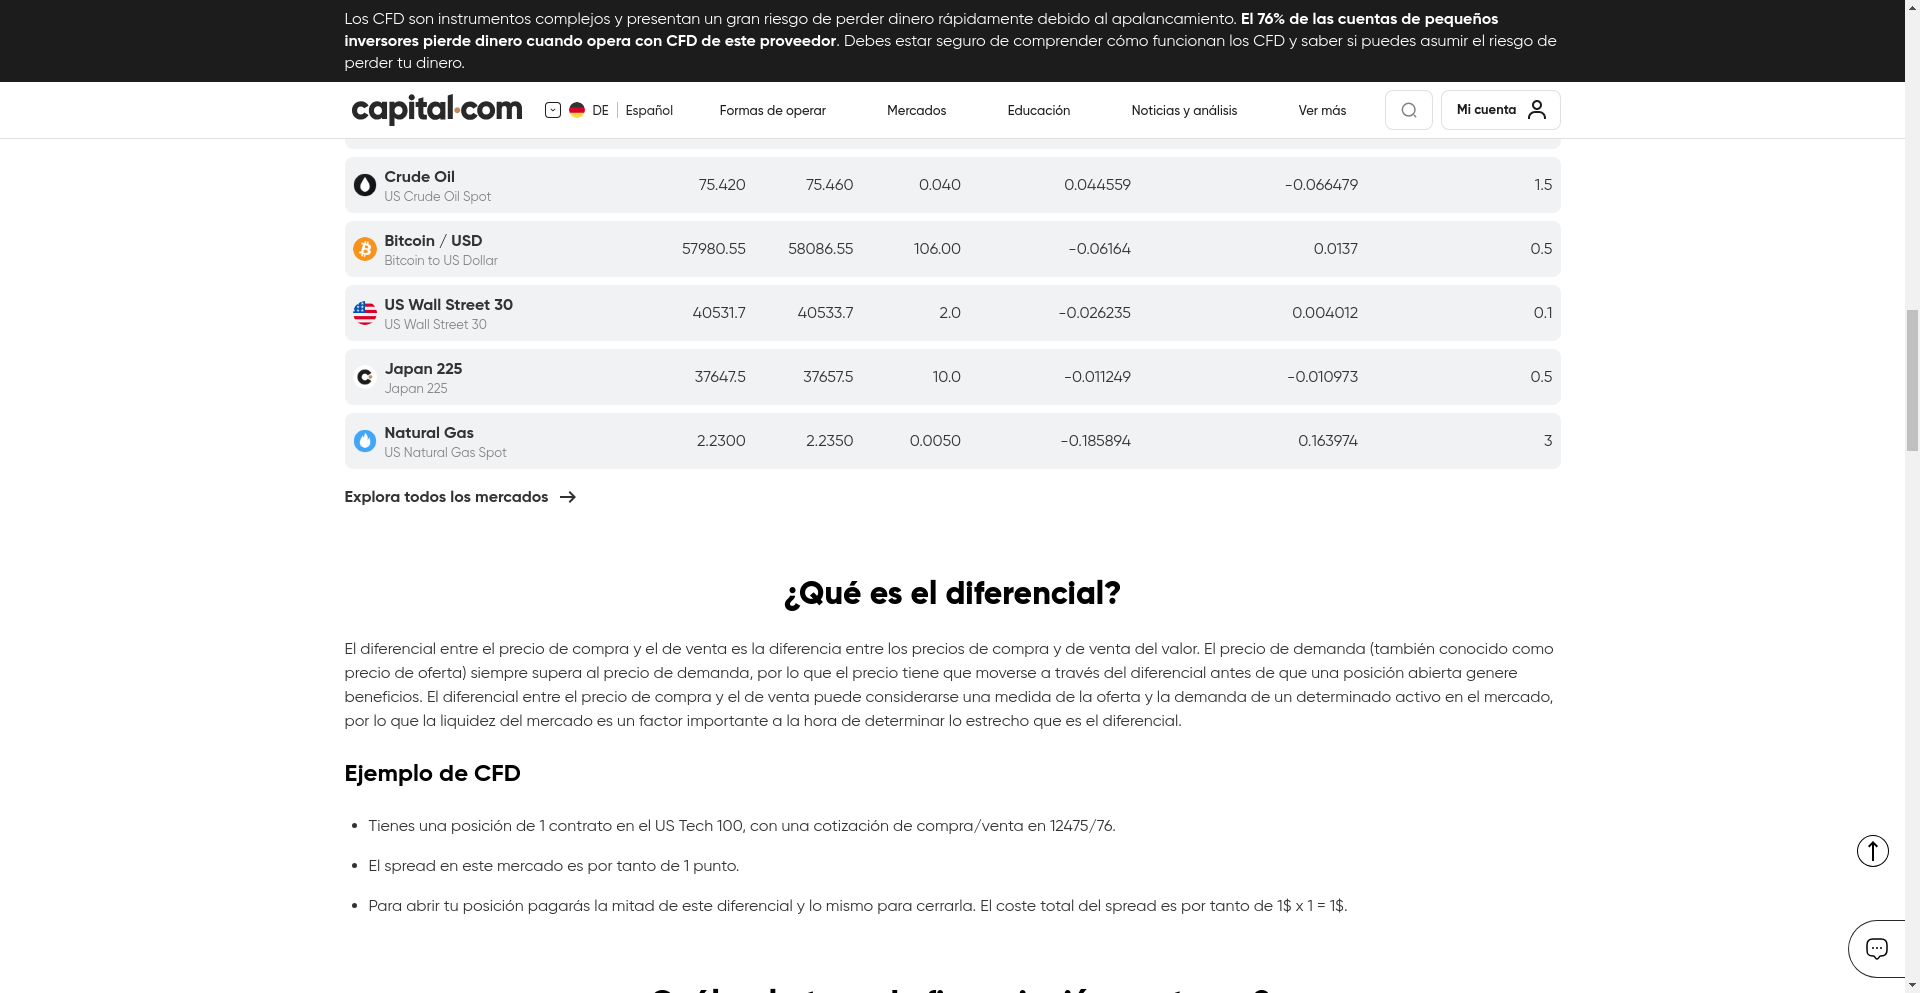 Los CFD son instrumentos complejos y presentan un gran riesgo de perder dinero rápidamente debido al apalancamiento. El 76% de las cuentas de pequeños
inversores pierde dinero cuando opera con CFD de este proveedor. Debes estar seguro de comprender cómo funcionan los CFD y saber si puedes asumir el riesgo de
perder tu dinero.
capital.com DE Español Formas de operar Mercados Educación Noticias y análisis Ver más Mi cuenta
Crude Oil
US Crude Oil Spot
75.420 75.460 0.040 0.044559 -0.066479 1.5
Bitcoin / USD
Bitcoin to US Dollar
57980.55 58086.55 106.00 -0.06164 0.0137 0.5
US Wall Street 30
US Wall Street 30
40531.7 40533.7 2.0 -0.026235 0.004012 0.1
Japan 225
Japan 225
37647.5 37657.5 10.0 -0.011249 -0.010973 0.5
Natural Gas
US Natural Gas Spot
2.2300 2.2350 0.0050 -0.185894 0.163974 3
Explora todos los mercados
¿Qué es el diferencial?
El diferencial entre el precio de compra y el de venta es la diferencia entre los precios de compra y de venta del valor. El precio de demanda (también conocido como
precio de oferta) siempre supera al precio de demanda, por lo que el precio tiene que moverse a través del diferencial antes de que una posición abierta genere
beneficios. El diferencial entre el precio de compra y el de venta puede considerarse una medida de la oferta y la demanda de un determinado activo en el mercado,
por lo que la liquidez del mercado es un factor importante a la hora de determinar lo estrecho que es el diferencial.
Ejemplo de CFD
• Tienes una posición de 1 contrato en el US Tech 100, con una cotización de compra/venta en 12475/76.
• El spread en este mercado es por tanto de 1 punto.
• Para abrir tu posición pagarás la mitad de este diferencial y lo mismo para cerrarla. El coste total del spread es por tanto de 1$ x 1 = 1$.